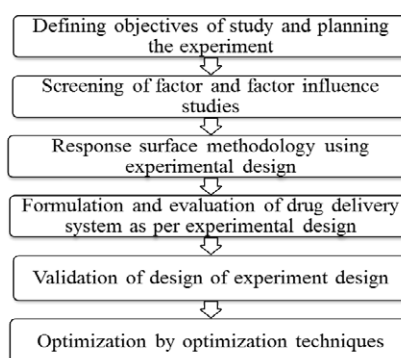 Defining objectives of study and planning
the experiment
Screening of factor and factor influence
studies
Response surface methodology using
experimental design
Formulation and evaluation of drug delivery
system as per experimental design
Validation of design of experiment design
Optimization by optimization techniques